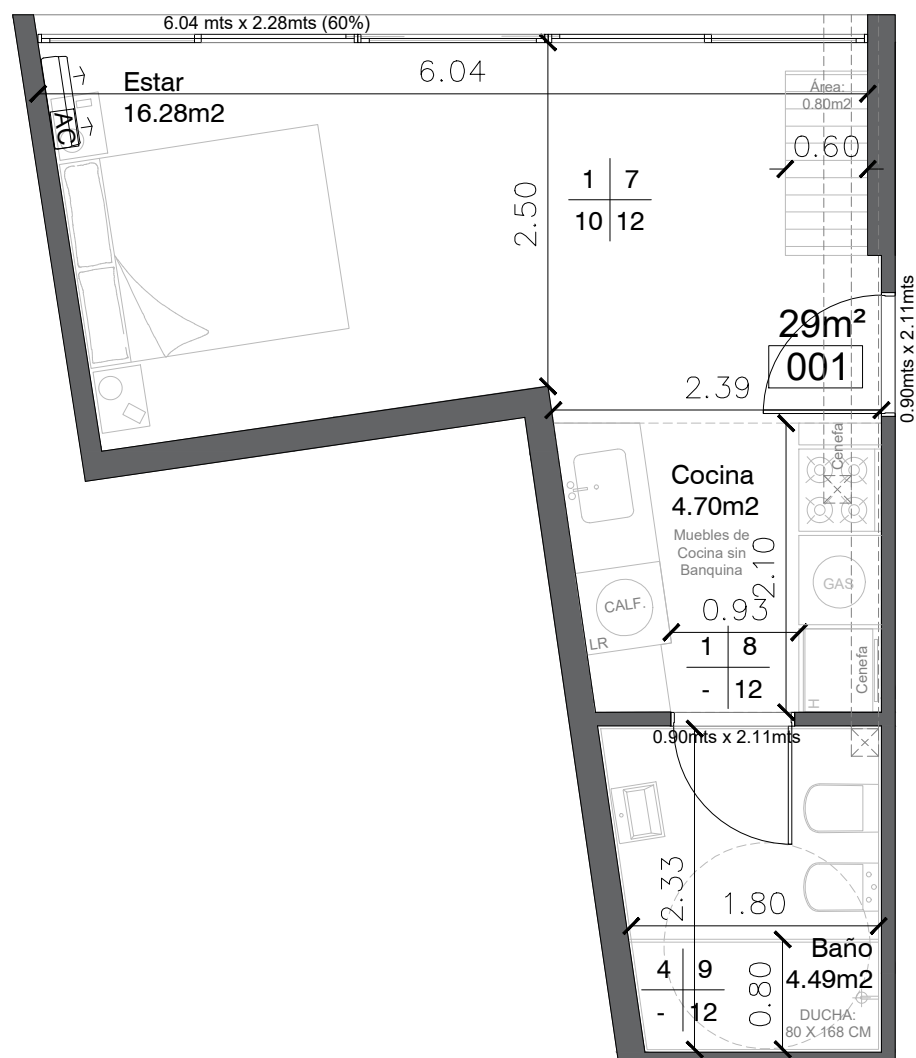 6.04 mts x 2.28mts (60%)
Estar
16.28m2
6.04
Área:
0.80m2
0.60
AC
2.50
1 7
10 12
0.90mts x 2.11mts
29m²
001
2.39
Cenefa
Cocina
4.70m2
Muebles de
Cocina sin
Banquina
2.10
GAS
CALF.
0.93
LR
1 8
- 12
Cenefa
H
0.90mts x 2.11mts
2.33
1.80
Baño
4.49m2
4 9
- 12
0.80
DUCHA:
80 X 168 CM